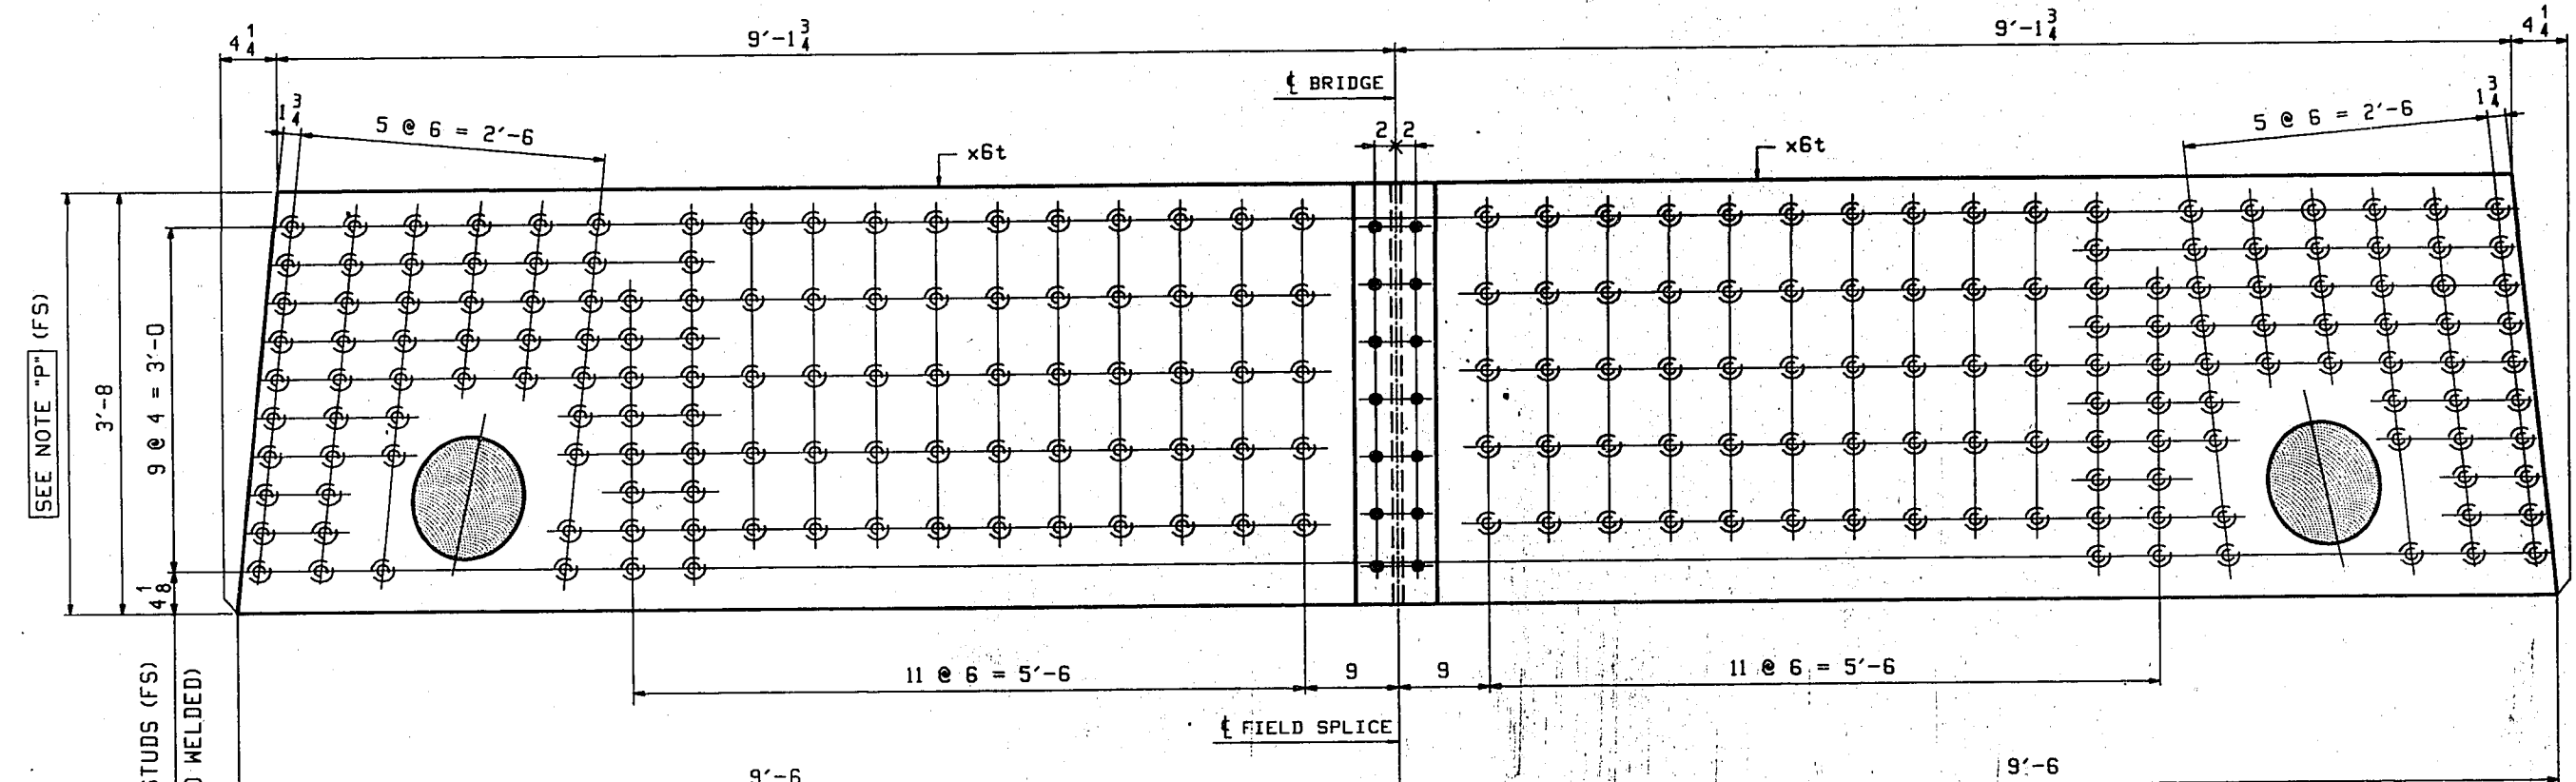 4 1/4
9′-1 3/4
9′-1 3/4
4 1/4
℄ BRIDGE
1 3/4
5 @ 6 = 2′-6
x6t
2 2
x6t
5 @ 6 = 2′-6
1 3/4
SEE NOTE "P" (FS)
3′-8
9 @ 4 = 3′-0
4 1/8
11 @ 6 = 5′-6
9
9
11 @ 6 = 5′-6
STUDS (FS)
WELDED)
℄ FIELD SPLICE
9′-6
9′-6